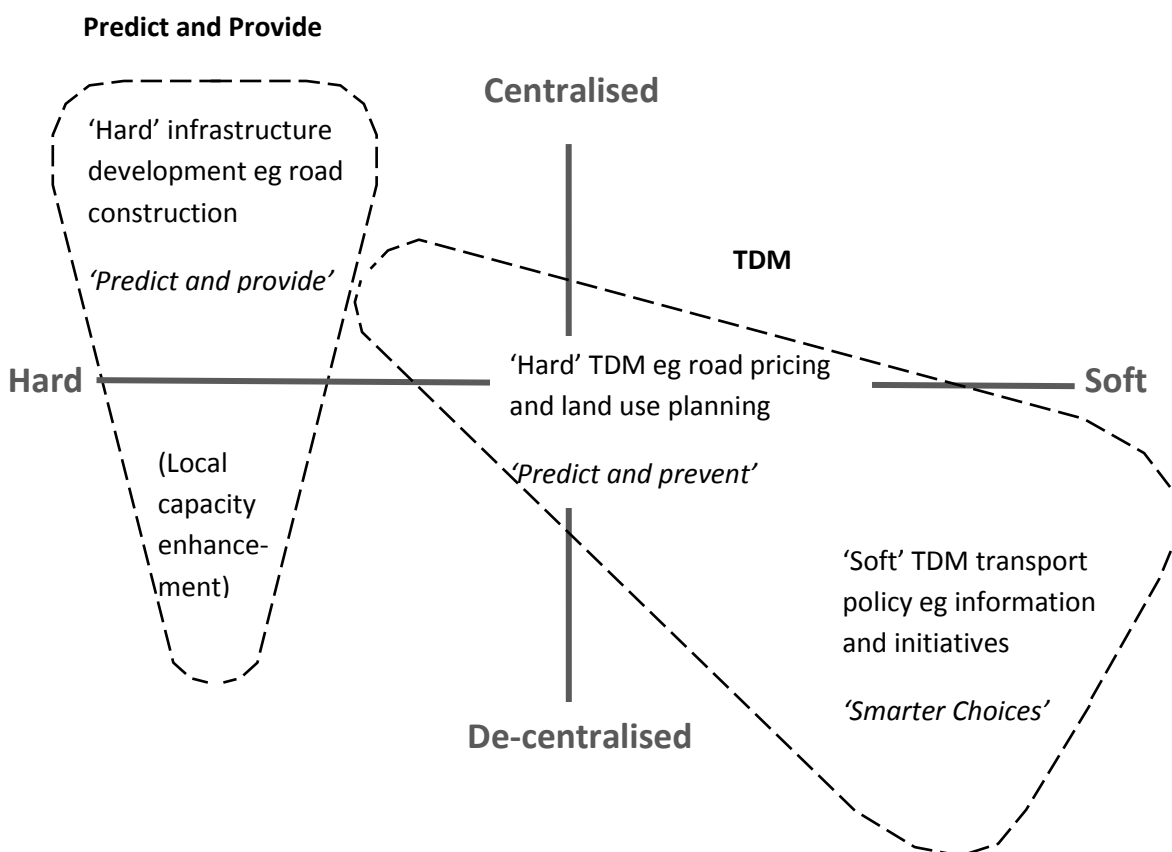 Predict and Provide
Centralised
‘Hard’ infrastructure
development eg road
construction
‘Predict and provide’
TDM
Hard
‘Hard’ TDM eg road pricing
and land use planning
Soft
‘Predict and prevent’
(Local
capacity
enhance-
ment)
‘Soft’ TDM transport
policy eg information
and initiatives
‘Smarter Choices’
De-centralised